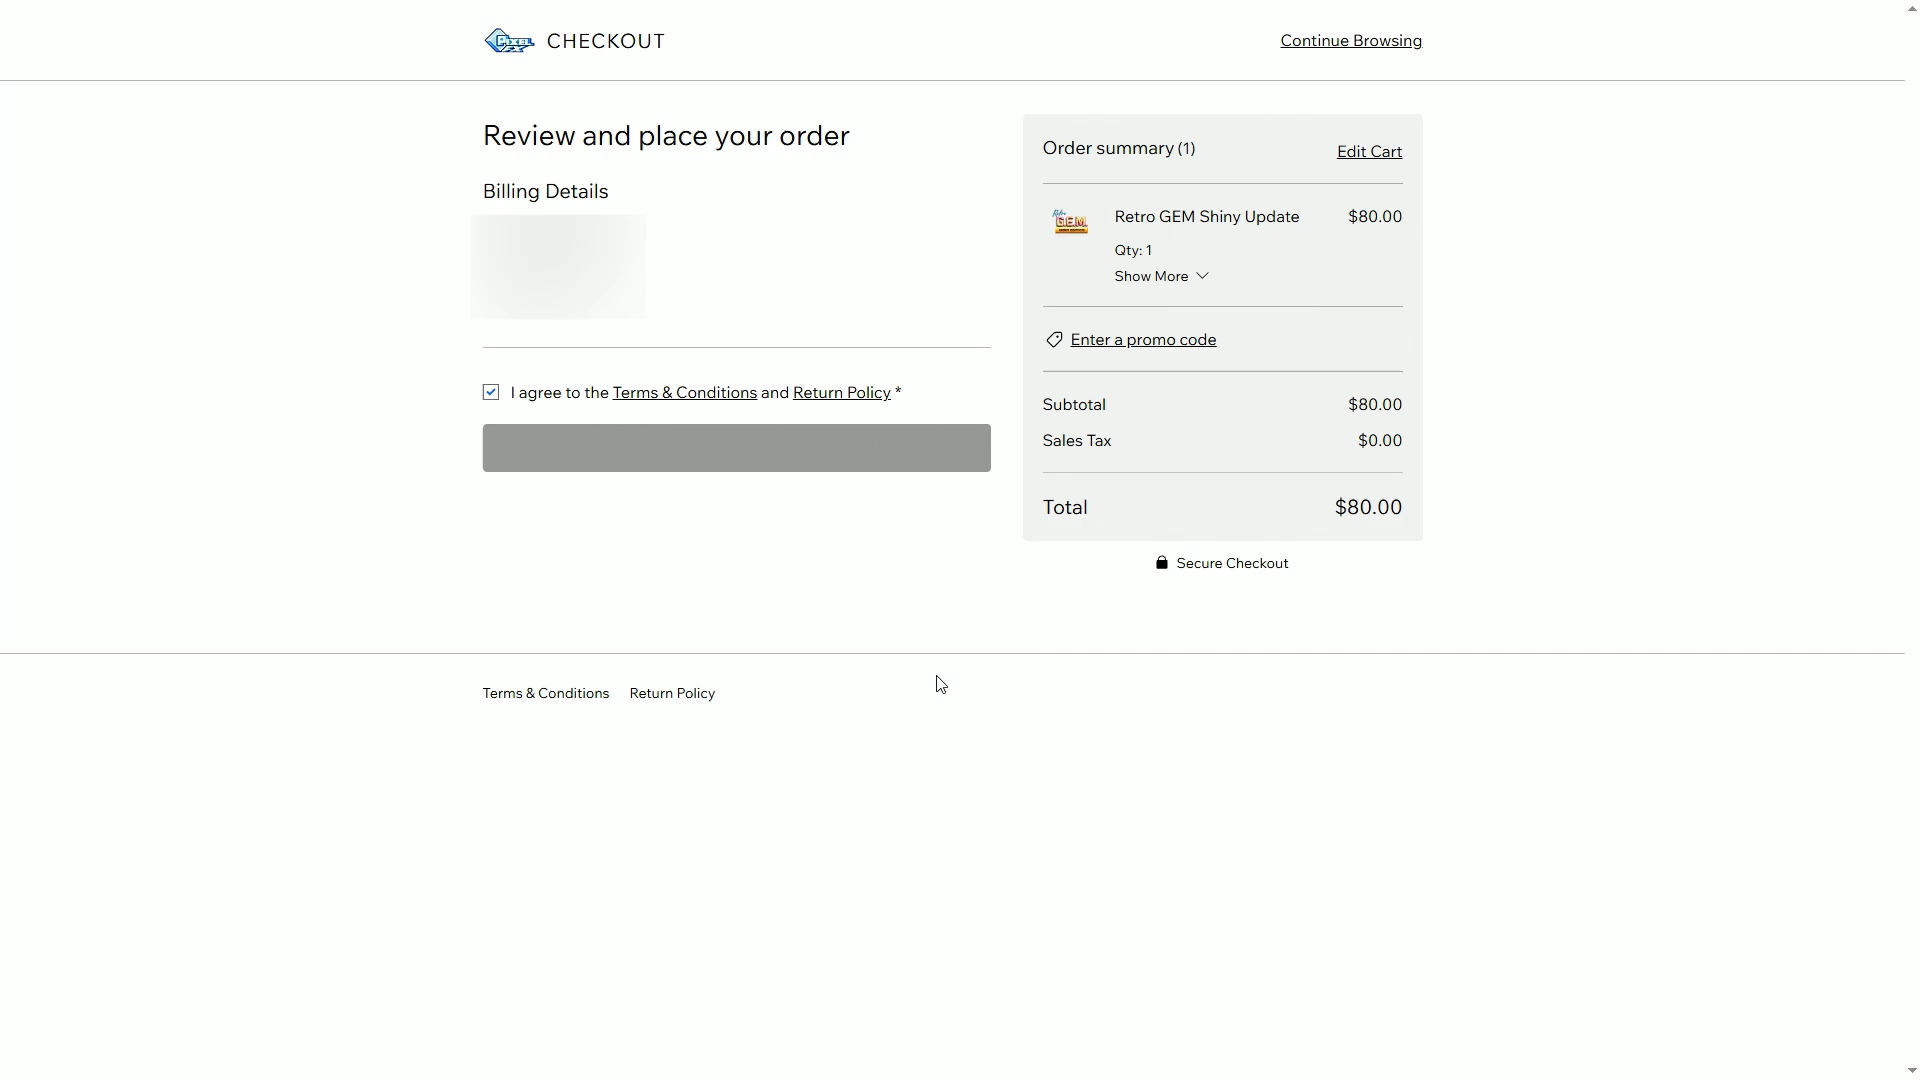 PIXEL FX CHECKOUT
Continue Browsing
Review and place your order
Billing Details
I agree to the Terms & Conditions and Return Policy *
Order summary (1)
Edit Cart
Retro GEM Shiny Update $80.00
Qty: 1
Show More
Enter a promo code
Subtotal $80.00
Sales Tax $0.00
Total $80.00
Secure Checkout
Terms & Conditions Return Policy